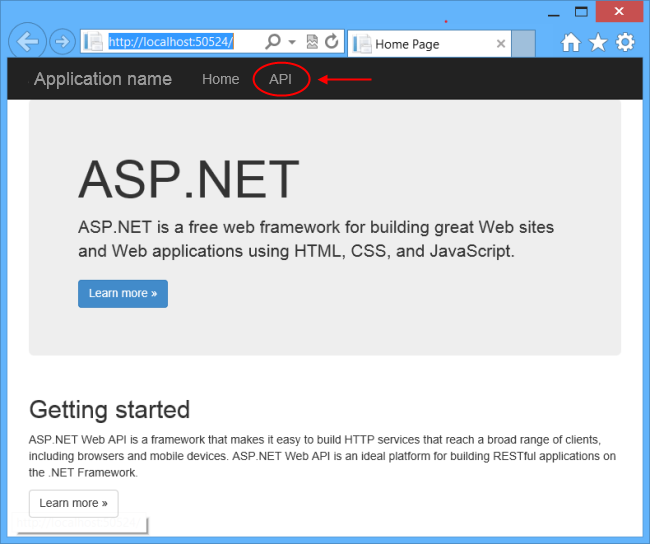 http://localhost:50524/
Home Page
Application name Home API
ASP.NET
ASP.NET is a free web framework for building great Web sites
and Web applications using HTML, CSS, and JavaScript.
Learn more »
Getting started
ASP.NET Web API is a framework that makes it easy to build HTTP services that reach a broad range of clients,
including browsers and mobile devices. ASP.NET Web API is an ideal platform for building RESTful applications on
the .NET Framework.
Learn more »